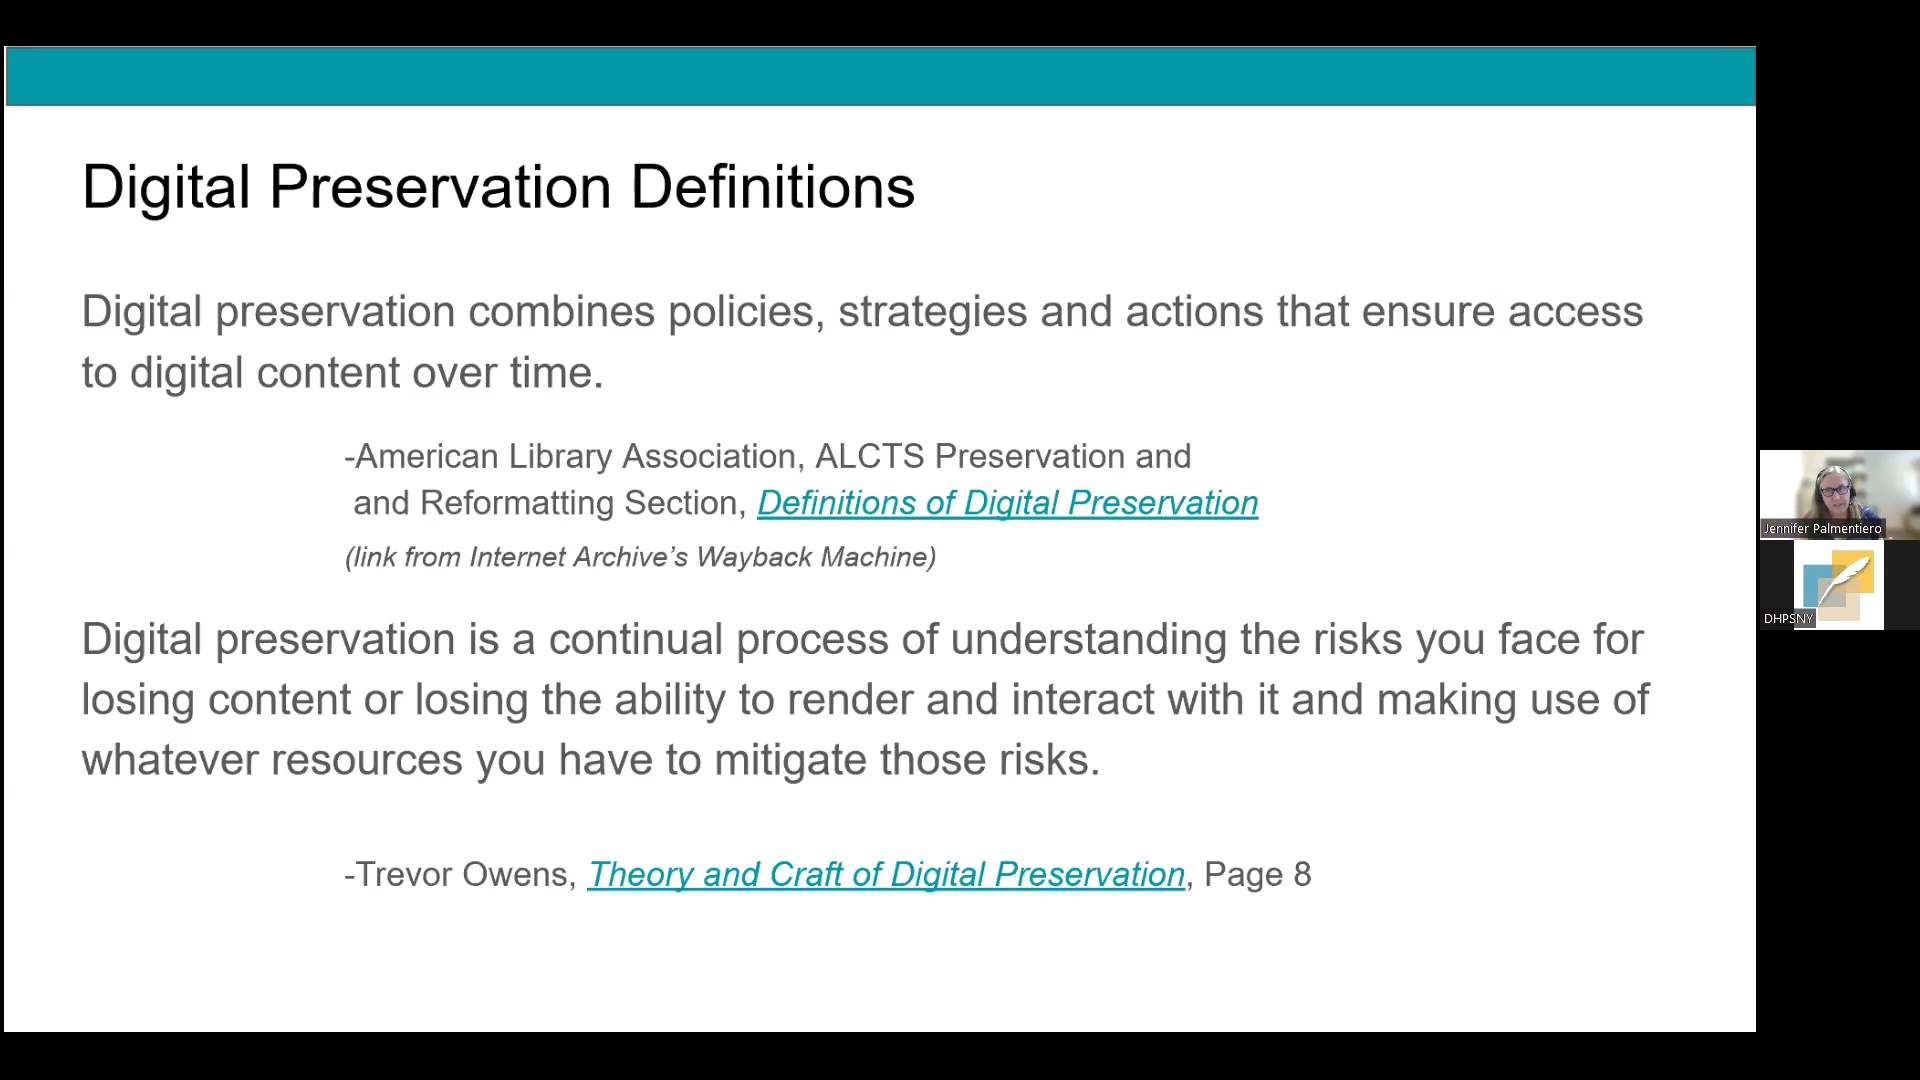 Digital Preservation Definitions
Digital preservation combines policies, strategies and actions that ensure access
to digital content over time.
-American Library Association, ALCTS Preservation and
and Reformatting Section, Definitions of Digital Preservation
(link from Internet Archive’s Wayback Machine)
Digital preservation is a continual process of understanding the risks you face for
losing content or losing the ability to render and interact with it and making use of
whatever resources you have to mitigate those risks.
-Trevor Owens, Theory and Craft of Digital Preservation, Page 8
Jennifer Palmentiero
DHPSNY